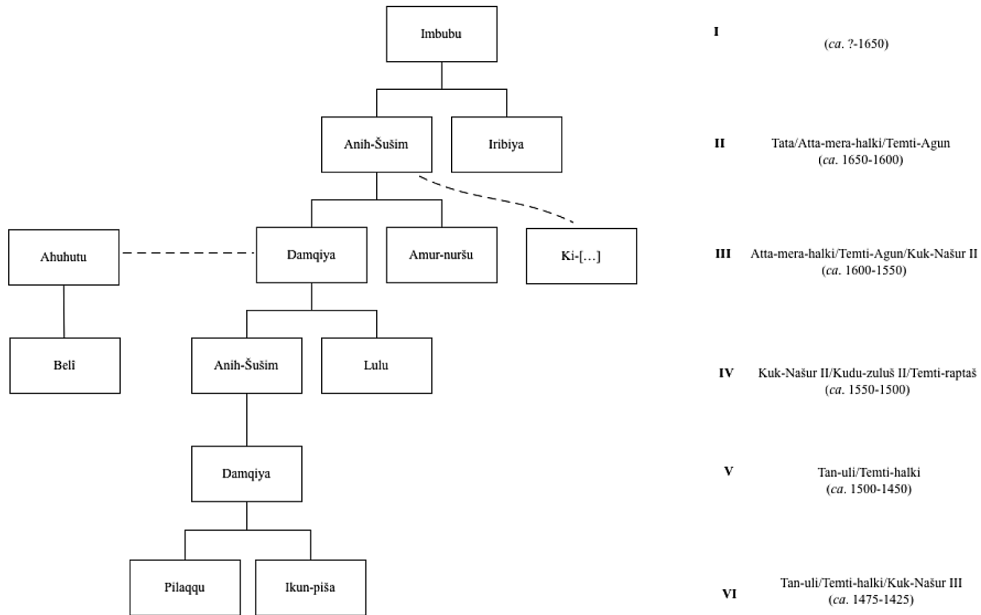 Imbubu
I
(ca. ?-1650)
Anih-Šušim
Iribiya
II
Tata/Atta-mera-halki/Temti-Agun
(ca. 1650-1600)
Ahuhutu
Damqiya
Amur-nuršu
Ki-[…]
III
Atta-mera-halki/Temti-Agun/Kuk-Našur II
(ca. 1600-1550)
Belî
Anih-Šušim
Lulu
IV
Kuk-Našur II/Kudu-zuluš II/Temti-raptaš
(ca. 1550-1500)
Damqiya
V
Tan-uli/Temti-halki
(ca. 1500-1450)
Pilaqqu
Ikun-piša
VI
Tan-uli/Temti-halki/Kuk-Našur III
(ca. 1475-1425)